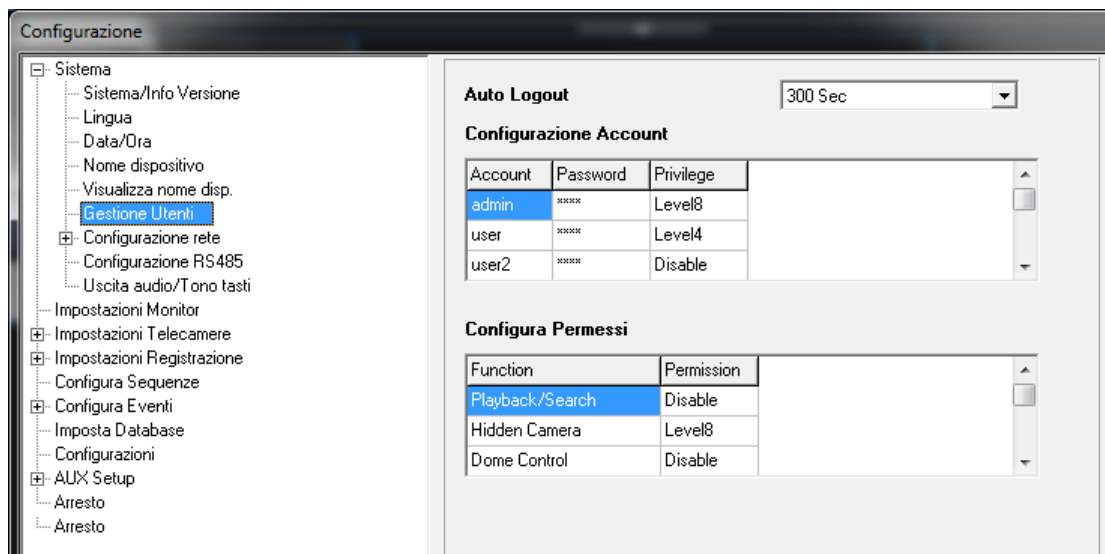 Configurazione
Sistema
Sistema/Info Versione
Lingua
Data/Ora
Nome dispositivo
Visualizza nome disp.
Gestione Utenti
Configurazione rete
Configurazione RS485
Uscita audio/Tono tasti
Impostazioni Monitor
Impostazioni Telecamere
Impostazioni Registrazione
Configura Sequenze
Configura Eventi
Imposta Database
Configurazioni
AUX Setup
Arresto
Arresto
Auto Logout 300 Sec
Configurazione Account
Account Password Privilege
admin **** Level8
user **** Level4
user2 **** Disable
Configura Permessi
Function Permission
Playback/Search Disable
Hidden Camera Level8
Dome Control Disable